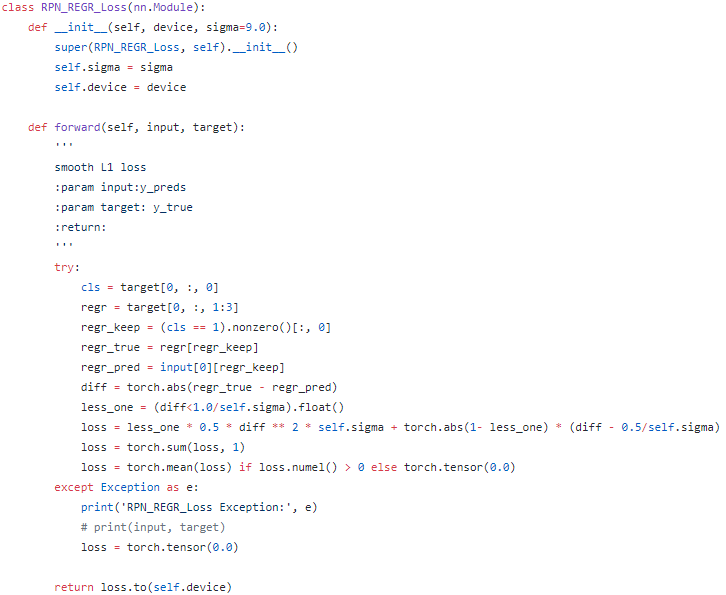 class RPN_REGR_Loss(nn.Module):
    def __init__(self, device, sigma=9.0):
        super(RPN_REGR_Loss, self).__init__()
        self.sigma = sigma
        self.device = device

    def forward(self, input, target):
        '''
        smooth L1 loss
        :param input:y_preds
        :param target: y_true
        :return:
        '''
        try:
            cls = target[0, :, 0]
            regr = target[0, :, 1:3]
            regr_keep = (cls == 1).nonzero()[:, 0]
            regr_true = regr[regr_keep]
            regr_pred = input[0][regr_keep]
            diff = torch.abs(regr_true - regr_pred)
            less_one = (diff<1.0/self.sigma).float()
            loss = less_one * 0.5 * diff ** 2 * self.sigma + torch.abs(1- less_one) * (diff - 0.5/self.sigma)
            loss = torch.sum(loss, 1)
            loss = torch.mean(loss) if loss.numel() > 0 else torch.tensor(0.0)
        except Exception as e:
            print('RPN_REGR_Loss Exception:', e)
            # print(input, target)
            loss = torch.tensor(0.0)

        return loss.to(self.device)